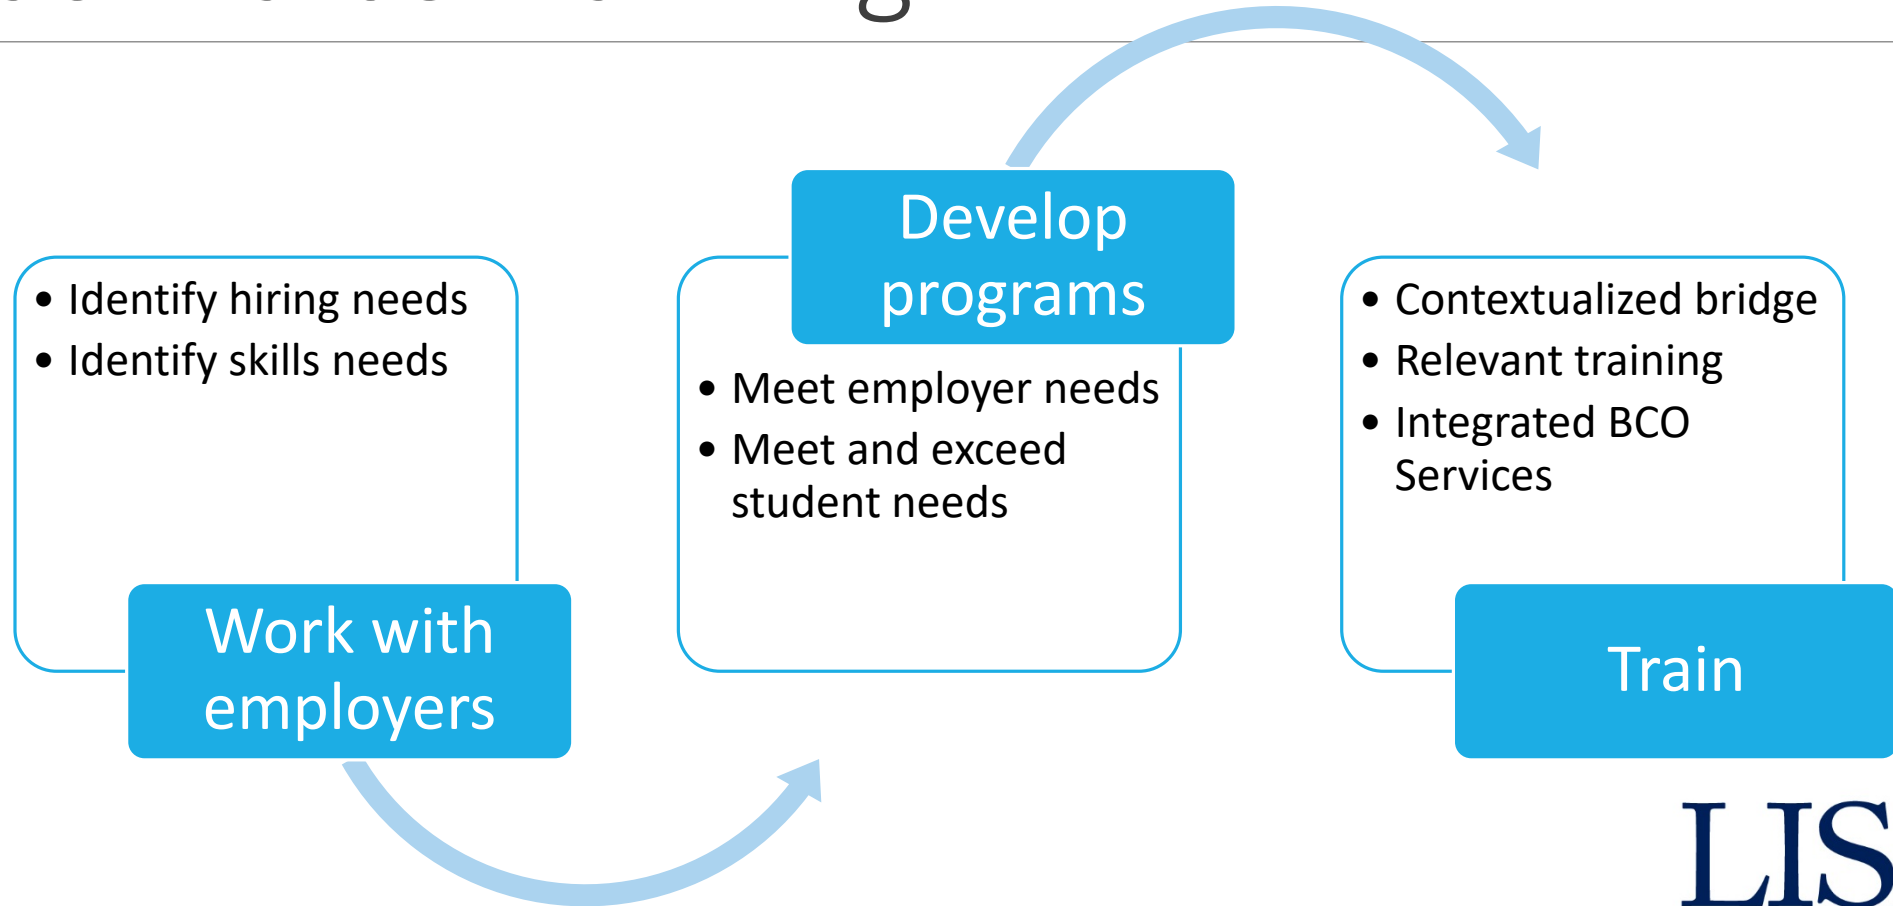 • Identify hiring needs
• Identify skills needs
Work with
employers
Develop
programs
• Meet employer needs
• Meet and exceed
student needs
• Contextualized bridge
• Relevant training
• Integrated BCO
Services
Train
LIS